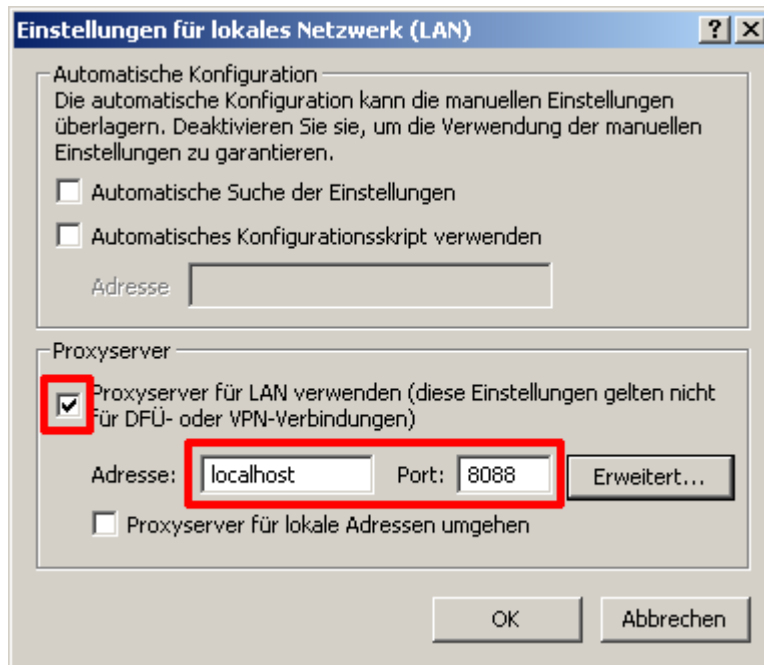 Einstellungen für lokales Netzwerk (LAN)
Automatische Konfiguration
Die automatische Konfiguration kann die manuellen Einstellungen
überlagern. Deaktivieren Sie sie, um die Verwendung der manuellen
Einstellungen zu garantieren.
Automatische Suche der Einstellungen
Automatisches Konfigurationsskript verwenden
Adresse
Proxyserver
Proxyserver für LAN verwenden (diese Einstellungen gelten nicht
für DFÜ- oder VPN-Verbindungen)
Adresse: localhost Port: 8088 Erweitert...
Proxyserver für lokale Adressen umgehen
OK Abbrechen